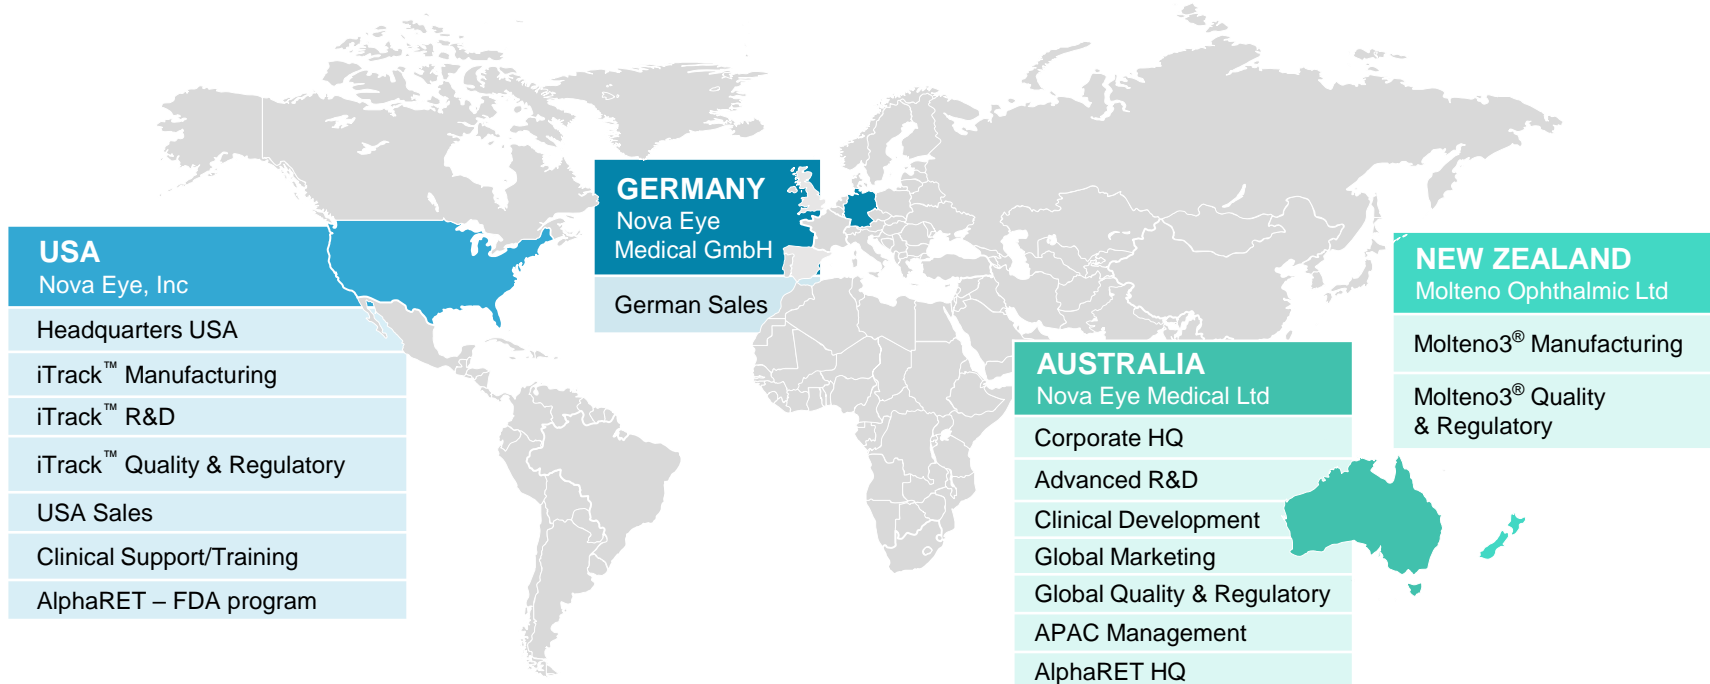 USA
Nova Eye, Inc
Headquarters USA
iTrack™ Manufacturing
iTrack™ R&D
iTrack™ Quality & Regulatory
USA Sales
Clinical Support/Training
AlphaRET – FDA program
GERMANY
Nova Eye
Medical GmbH
German Sales
AUSTRALIA
Nova Eye Medical Ltd
Corporate HQ
Advanced R&D
Clinical Development
Global Marketing
Global Quality & Regulatory
APAC Management
AlphaRET HQ
NEW ZEALAND
Molteno Ophthalmic Ltd
Molteno3® Manufacturing
Molteno3® Quality
& Regulatory